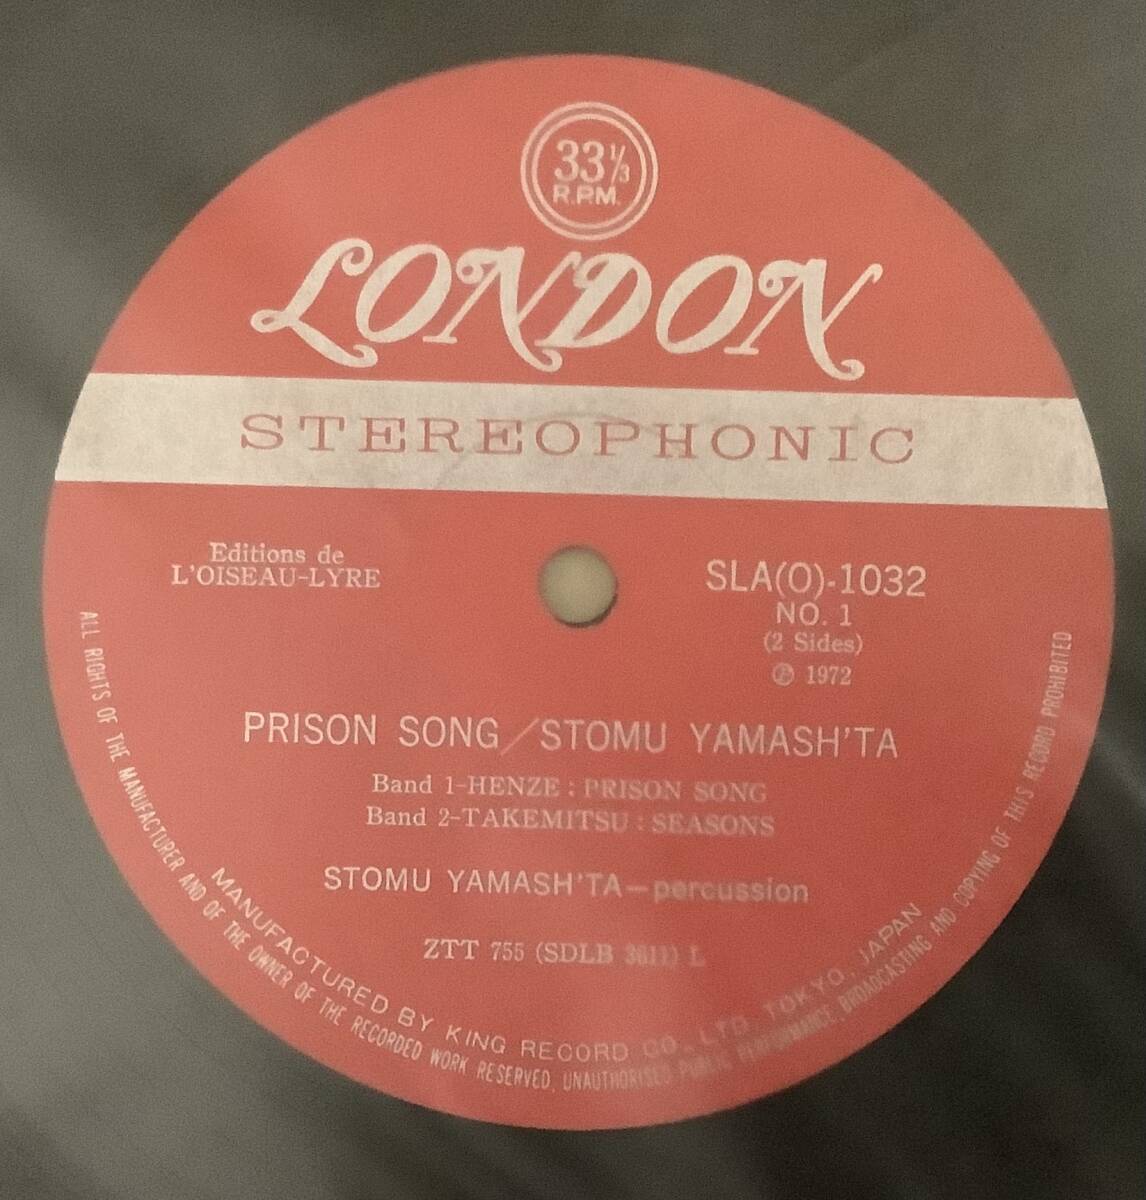 33⅓
R.P.M.
LONDON
STEREOPHONIC
Editions de
L'OISEAU-LYRE
SLA(O)-1032
NO. 1
(2 Sides)
Ⓟ 1972
PRISON SONG／STOMU YAMASH'TA
Band 1-HENZE : PRISON SONG
Band 2-TAKEMITSU : SEASONS
STOMU YAMASH'TA—percussion
ZTT 755 (SDLB 3611) L
MANUFACTURED BY KING RECORD CO., LTD. TOKYO, JAPAN
ALL RIGHTS OF THE MANUFACTURER AND OF THE OWNER OF THE RECORDED WORK RESERVED. UNAUTHORISED PUBLIC PERFORMANCE, BROADCASTING AND COPYING OF THIS RECORD PROHIBITED